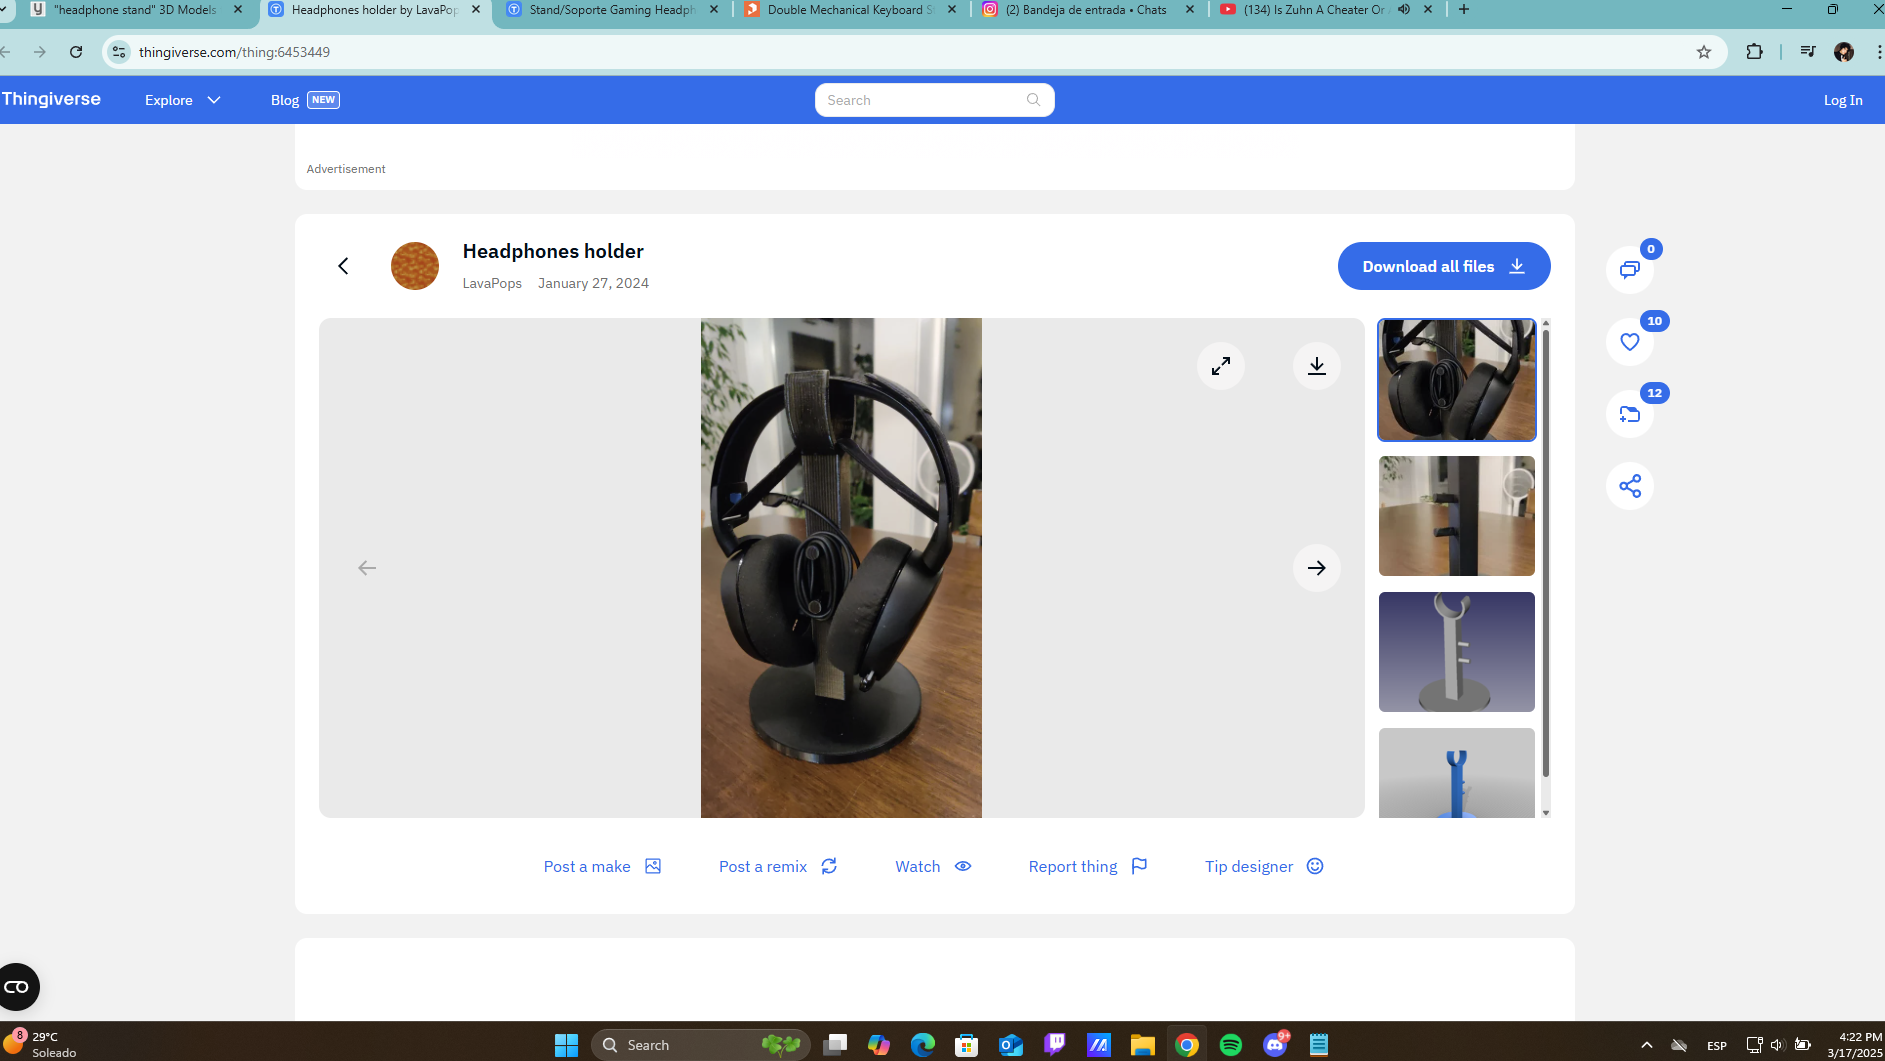 "headphone stand" 3D Models
Headphones holder by LavaPop
Stand/Soporte Gaming Headph
Double Mechanical Keyboard S
(2) Bandeja de entrada • Chats
(134) Is Zuhn A Cheater Or
thingiverse.com/thing:6453449
Thingiverse
Explore
Blog
NEW
Search
Log In
Advertisement
Headphones holder
LavaPops
January 27, 2024
Download all files
0
10
12
Post a make
Post a remix
Watch
Report thing
Tip designer
8
29°C
Soleado
Search
9+
ESP
4:22 PM
3/17/2025